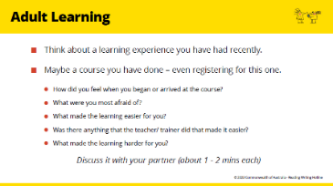 Adult Learning
Think about a learning experience you have had recently.
Maybe a course you have done – even registering for this one.
How did you feel when you began or arrived at the course?
What were you most afraid of?
What made the learning easier for you?
Was there anything that the teacher/ trainer did that made it easier?
What made the learning harder for you?
Discuss it with your partner (about 1 - 2 mins each)
© 2020 Commonwealth of Australia - Reading Writing Hotline